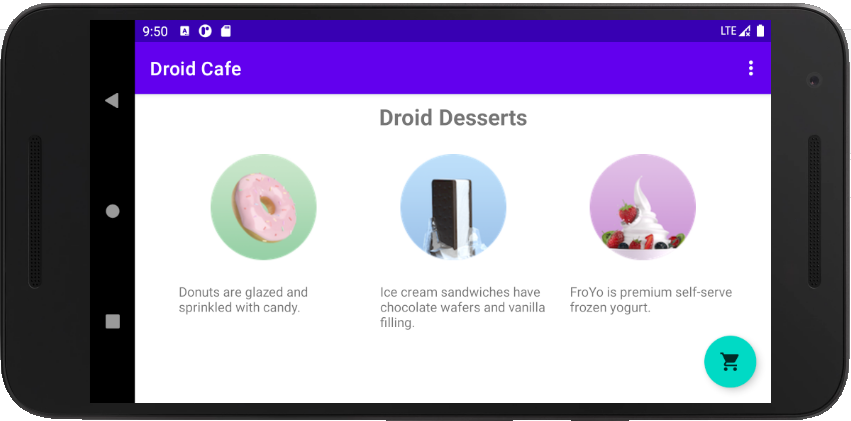 9:50
LTE
Droid Cafe
Droid Desserts
Donuts are glazed and
sprinkled with candy.
Ice cream sandwiches have
chocolate wafers and vanilla
filling.
FroYo is premium self-serve
frozen yogurt.